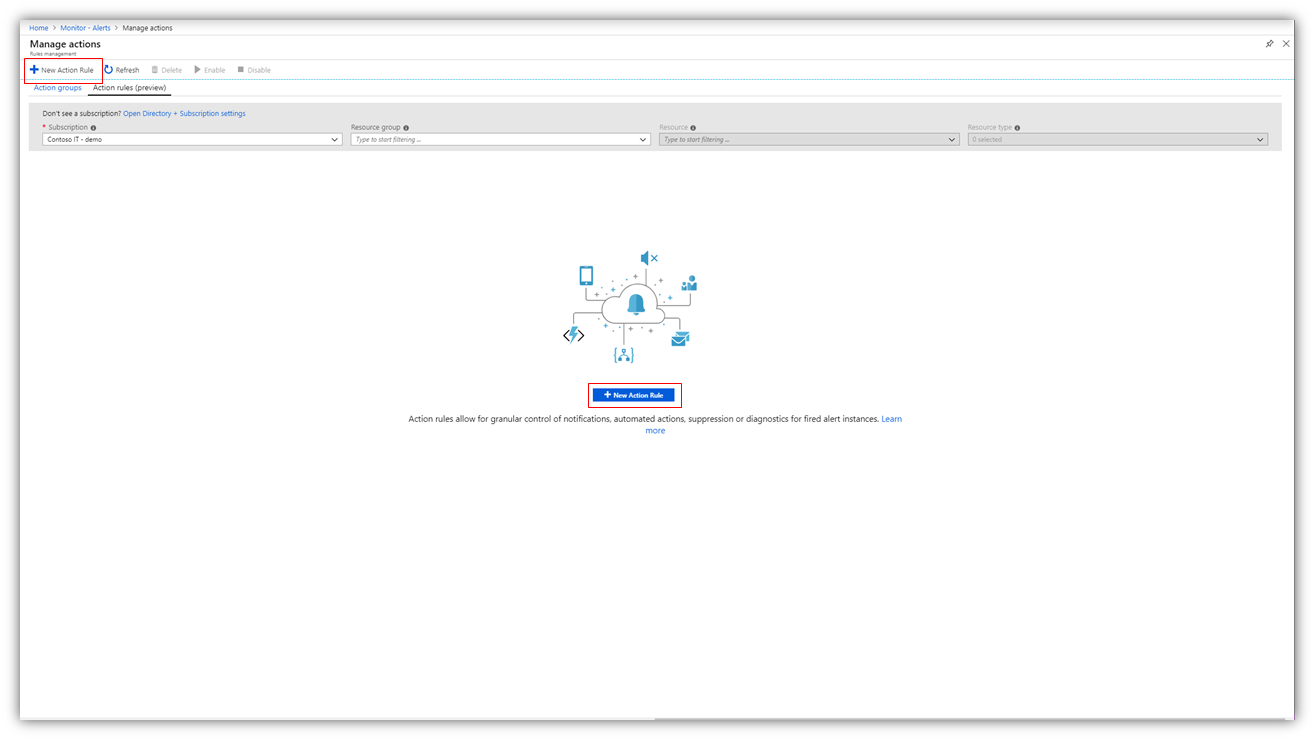 Home > Monitor - Alerts > Manage actions
Manage actions
Rules management
New Action Rule Refresh Delete Enable Disable
Action groups Action rules (preview)
Don't see a subscription? Open Directory + Subscription settings
* Subscription Resource group Resource Resource type
Contoso IT - demo Type to start filtering ... Type to start filtering ... 0 selected
New Action Rule
Action rules allow for granular control of notifications, automated actions, suppression or diagnostics for fired alert instances. Learn
more